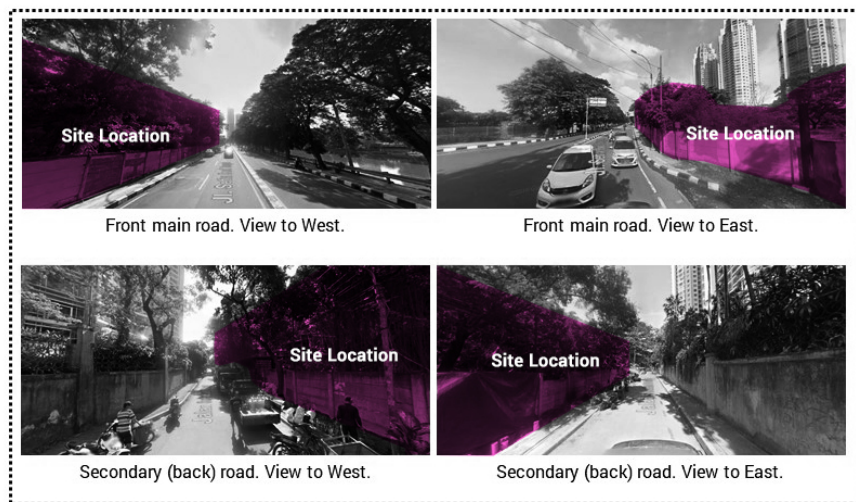 Site Location
Site Location
Front main road. View to West.
Front main road. View to East.
Site Location
Site Location
Secondary (back) road. View to West.
Secondary (back) road. View to East.